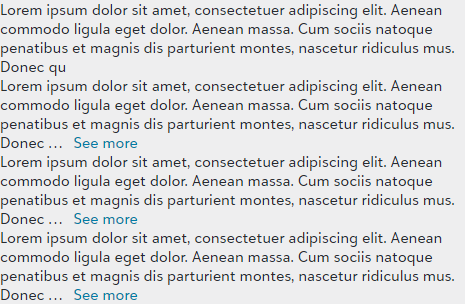 Lorem ipsum dolor sit amet, consectetuer adipiscing elit. Aenean
commodo ligula eget dolor. Aenean massa. Cum sociis natoque
penatibus et magnis dis parturient montes, nascetur ridiculus mus.
Donec qu
Lorem ipsum dolor sit amet, consectetuer adipiscing elit. Aenean
commodo ligula eget dolor. Aenean massa. Cum sociis natoque
penatibus et magnis dis parturient montes, nascetur ridiculus mus.
Donec ... See more
Lorem ipsum dolor sit amet, consectetuer adipiscing elit. Aenean
commodo ligula eget dolor. Aenean massa. Cum sociis natoque
penatibus et magnis dis parturient montes, nascetur ridiculus mus.
Donec ... See more
Lorem ipsum dolor sit amet, consectetuer adipiscing elit. Aenean
commodo ligula eget dolor. Aenean massa. Cum sociis natoque
penatibus et magnis dis parturient montes, nascetur ridiculus mus.
Donec ... See more